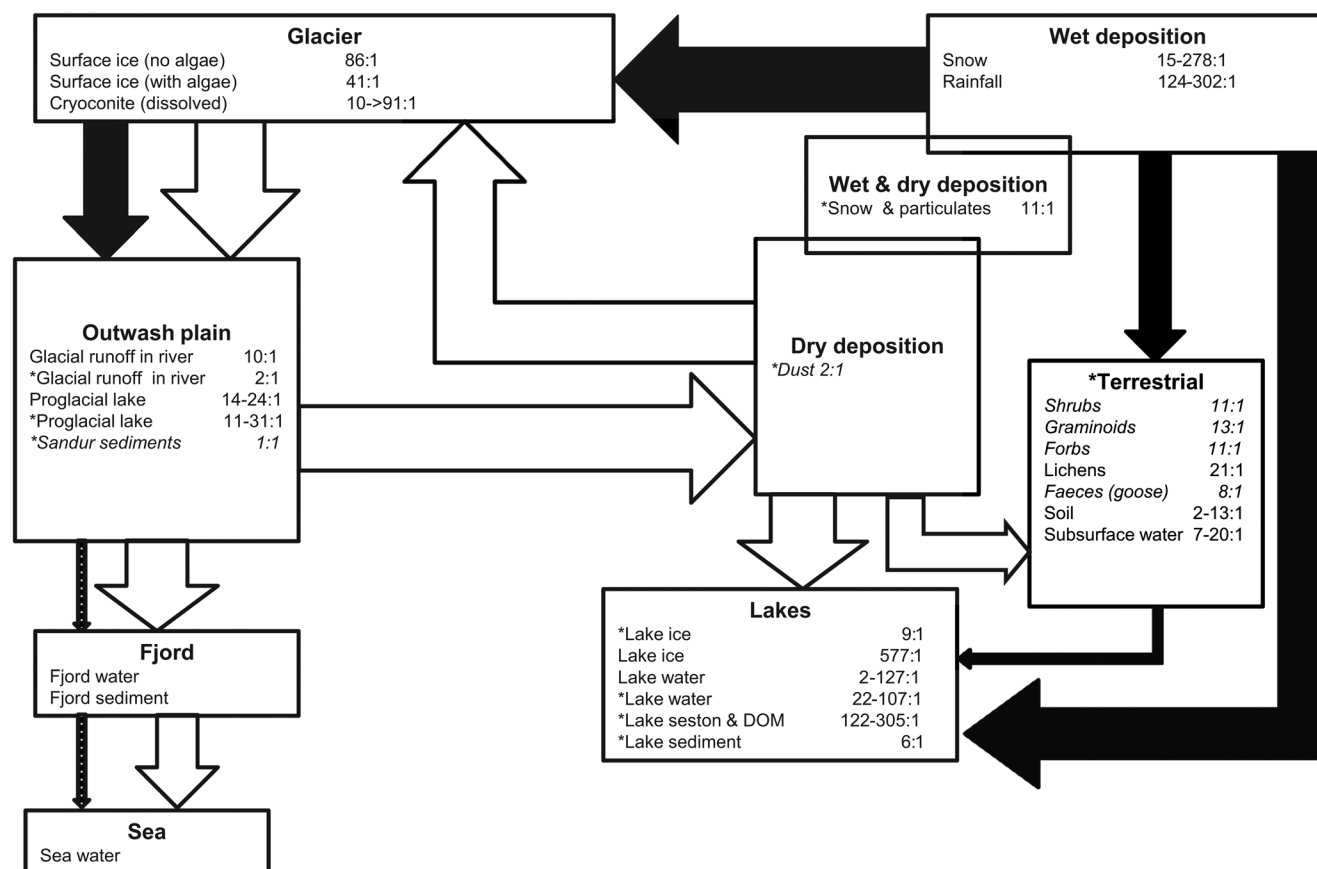 Glacier
Surface ice (no algae) 86:1
Surface ice (with algae) 41:1
Cryoconite (dissolved) 10->91:1
Wet deposition
Snow 15-278:1
Rainfall 124-302:1
Wet & dry deposition
*Snow & particulates 11:1
Outwash plain
Glacial runoff in river 10:1
*Glacial runoff in river 2:1
Proglacial lake 14-24:1
*Proglacial lake 11-31:1
*Sandur sediments 1:1
Dry deposition
*Dust 2:1
*Terrestrial
Shrubs 11:1
Graminoids 13:1
Forbs 11:1
Lichens 21:1
Faeces (goose) 8:1
Soil 2-13:1
Subsurface water 7-20:1
Lakes
*Lake ice 9:1
Lake ice 577:1
Lake water 2-127:1
*Lake water 22-107:1
*Lake seston & DOM 122-305:1
*Lake sediment 6:1
Fjord
Fjord water
Fjord sediment
Sea
Sea water